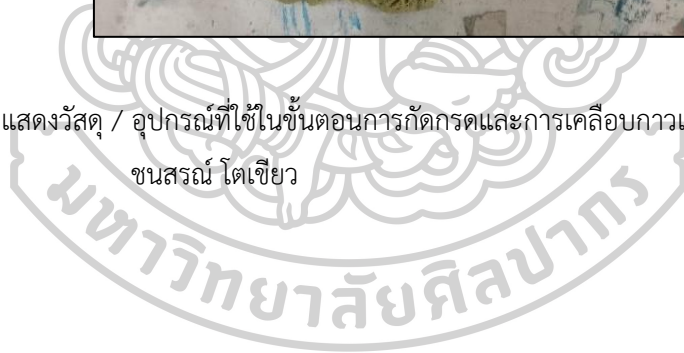 แสดงวัสดุ / อุปกรณ์ที่ใช้ในขั้นตอนการกัดกรดและการเคลือบกาวเ
ชนสรณ์ โตเขียว
มหาวิทยาลัยศิลปากร